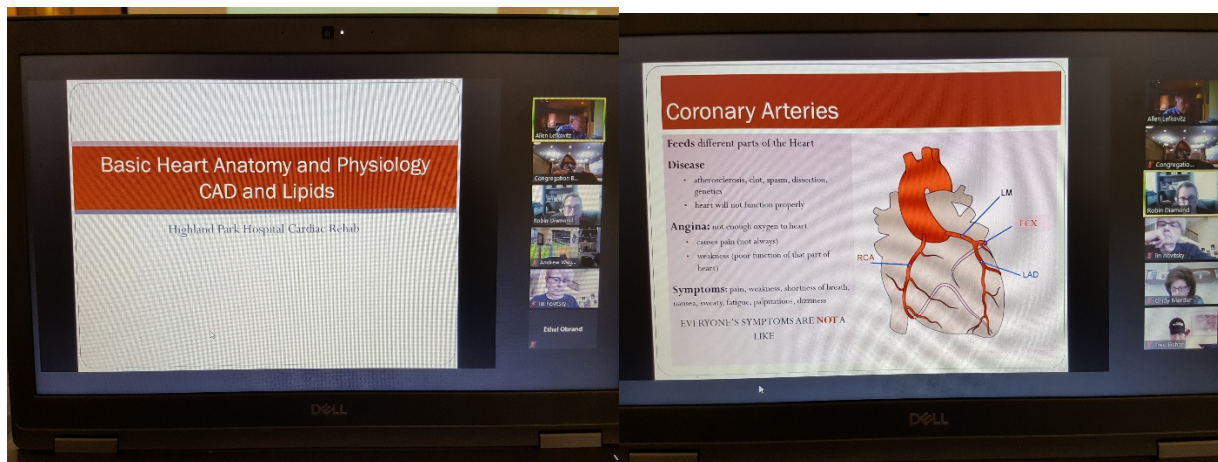 Basic Heart Anatomy and Physiology
CAD and Lipids
Highland Park Hospital Cardiac Rehab
Allen Lefkovitz
Congregation B...
Robin Diamond
Ethel Obrand
DELL
Coronary Arteries
Feeds different parts of the Heart
Disease
• atherosclerosis, clot, spasm, dissection,
genetics
• heart will not function properly
Angina: not enough oxygen to heart
• causes pain (not always)
• weakness (poor function of that part of
heart)
Symptoms: pain, weakness, shortness of breath,
nausea, sweaty, fatigue, palpitations, dizziness
EVERYONE'S SYMPTOMS ARE NOT A
LIKE
LM
LCX
RCA
LAD
Allen Lefkovitz
Congregatio...
Robin Diamond
DELL